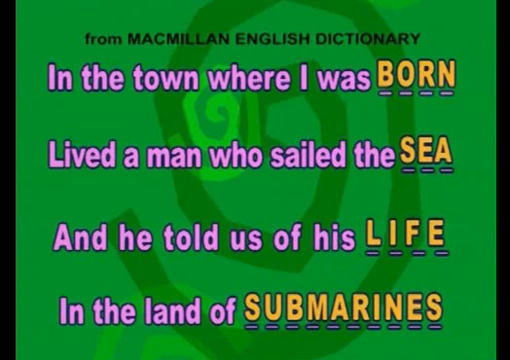 from MACMILLAN ENGLISH DICTIONARY
In the town where I was BORN
Lived a man who sailed the SEA
And he told us of his LIFE
In the land of SUBMARINES